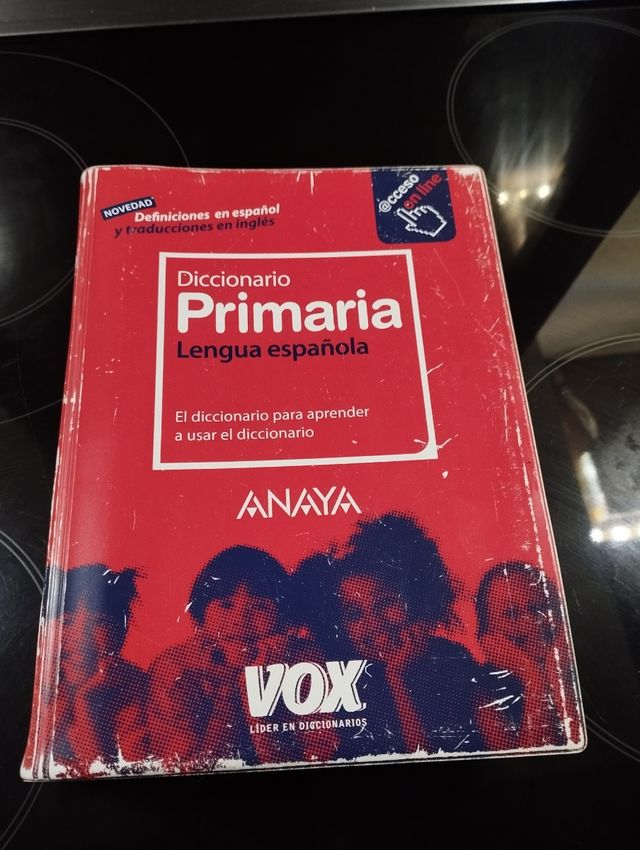 NOVEDAD
Definiciones en español
y traducciones en inglés
@cceso
on line
Diccionario
Primaria
Lengua española
El diccionario para aprender
a usar el diccionario
ANAYA
VOX
LÍDER EN DICCIONARIOS